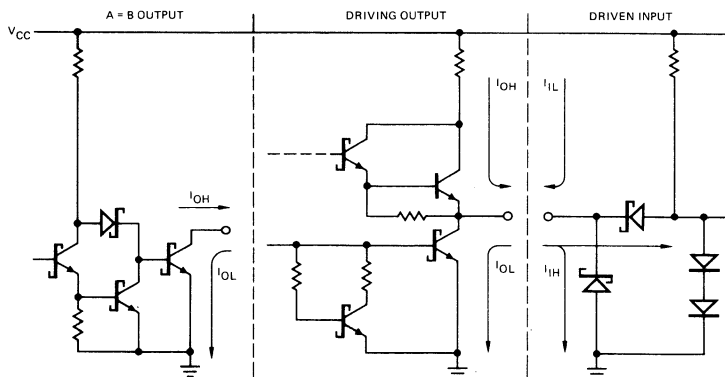 A = B OUTPUT
DRIVING OUTPUT
DRIVEN INPUT
VCC
IOH
IIL
IOH
IOL
IOL
IIH